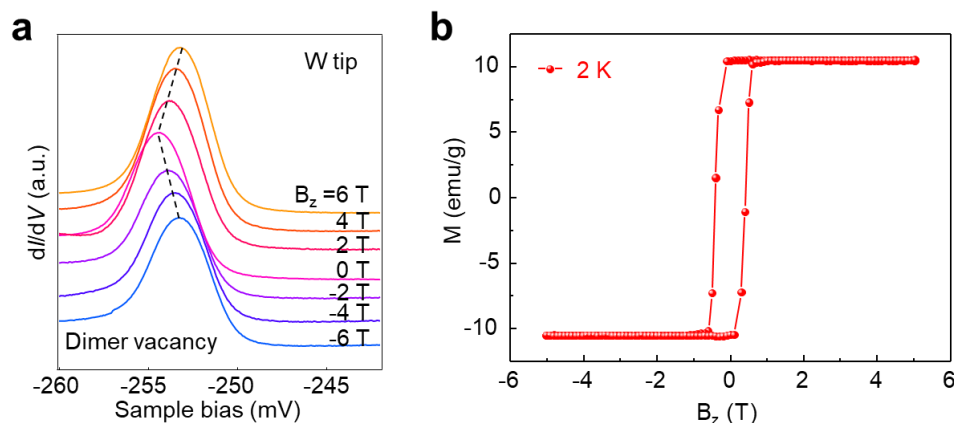 a
W tip
dI/dV (a.u.)
B_z =6 T
4 T
2 T
0 T
-2 T
-4 T
-6 T
Dimer vacancy
-260
-255
-250
-245
Sample bias (mV)
b
2 K
M (emu/g)
10
5
0
-5
-10
-6
-4
-2
0
2
4
6
B_z (T)